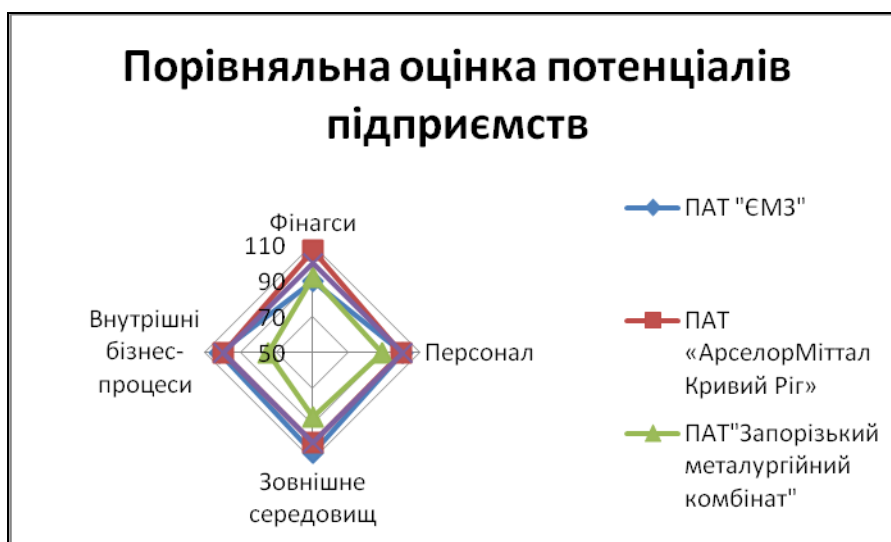 Порівняльна оцінка потенціалів
підприємств
Фінагси
110
90
70
50
Внутрішні
бізнес-
процеси
Персонал
Зовнішне
середовищ
ПАТ "ЄМЗ"
ПАТ
«АрселорМіттал
Кривий Ріг»
ПАТ"Запорізький
металургійний
комбінат"